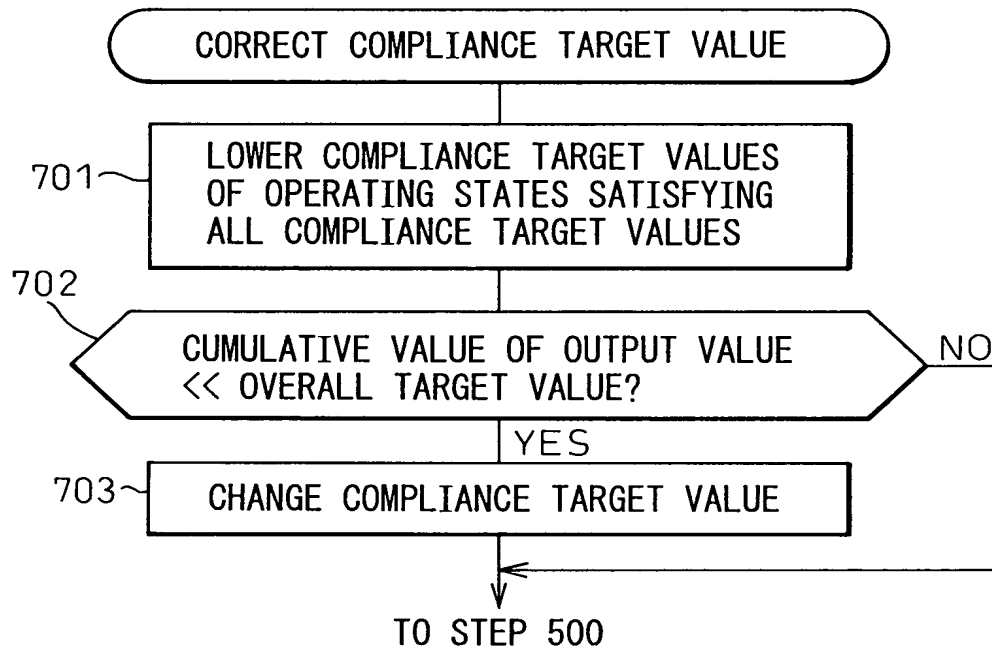 CORRECT COMPLIANCE TARGET VALUE
701
LOWER COMPLIANCE TARGET VALUES
OF OPERATING STATES SATISFYING
ALL COMPLIANCE TARGET VALUES
702
CUMULATIVE VALUE OF OUTPUT VALUE
<< OVERALL TARGET VALUE?
NO
YES
703
CHANGE COMPLIANCE TARGET VALUE
TO STEP 500